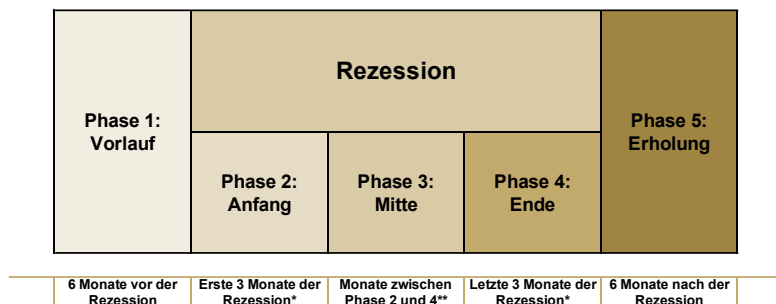 Rezession
Phase 1:
Vorlauf
Phase 5:
Erholung
Phase 2:
Anfang
Phase 3:
Mitte
Phase 4:
Ende
6 Monate vor der
Rezession
Erste 3 Monate der
Rezession*
Monate zwischen
Phase 2 und 4**
Letzte 3 Monate der
Rezession*
6 Monate nach der
Rezession